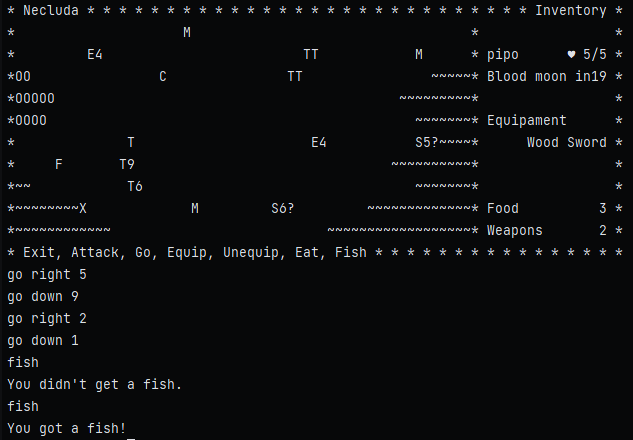 * Necluda * * * * * * * * * * * * * * * * * * * * * * * * * * * * Inventory *
*                     M                                   *                 *
*         E4                         TT            M      * pipo      ♥ 5/5 *
*OO                C               TT                ~~~~~* Blood moon in19 *
*OOOOO                                           ~~~~~~~~~*                 *
*OOOO                                              ~~~~~~~* Equipament      *
*              T                      E4           S5?~~~~*      Wood Sword *
*     F       T9                                ~~~~~~~~~~*                 *
*~~            T6                                  ~~~~~~~*                 *
*~~~~~~~~X             M         S6?         ~~~~~~~~~~~~~* Food          3 *
*~~~~~~~~~~~~                           ~~~~~~~~~~~~~~~~~~* Weapons       2 *
* Exit, Attack, Go, Equip, Unequip, Eat, Fish * * * * * * * * * * * * * * * *
go right 5
go down 9
go right 2
go down 1
fish
You didn't get a fish.
fish
You got a fish!_